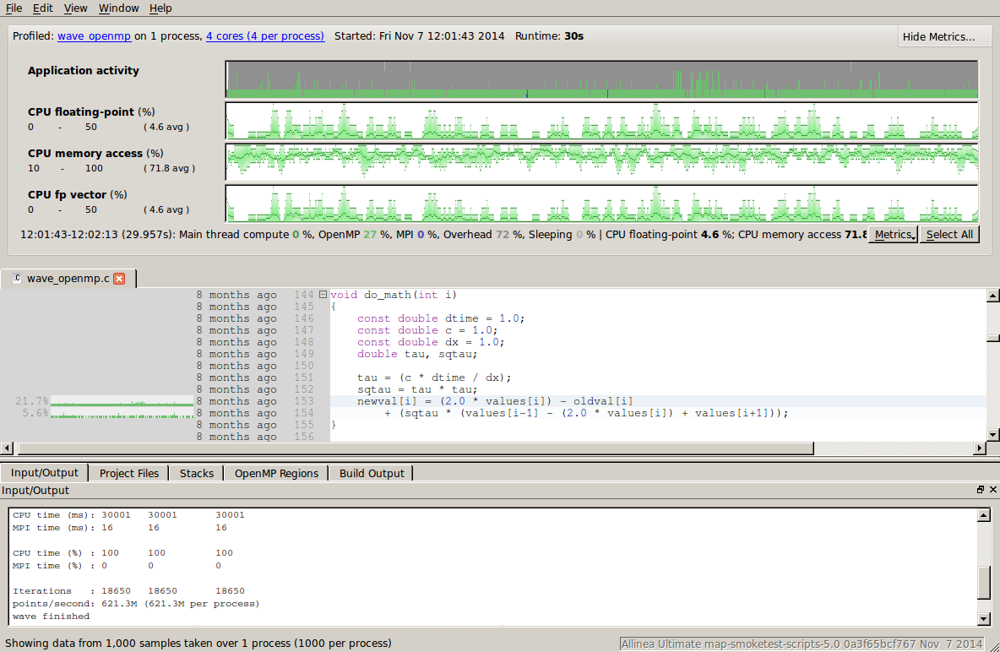 File Edit View Window Help
Profiled: wave_openmp on 1 process, 4 cores (4 per process) Started: Fri Nov 7 12:01:43 2014 Runtime: 30s
Hide Metrics...
Application activity
CPU floating-point (%)
0 - 50 ( 4.6 avg )
CPU memory access (%)
10 - 100 ( 71.8 avg )
CPU fp vector (%)
0 - 50 ( 4.6 avg )
12:01:43-12:02:13 (29.957s): Main thread compute 0 %, OpenMP 27 %, MPI 0 %, Overhead 72 %, Sleeping 0 % | CPU floating-point 4.6 %; CPU memory access 71.8 Metrics Select All
wave_openmp.c
8 months ago 144 void do_math(int i)
8 months ago 145 {
8 months ago 146 const double dtime = 1.0;
8 months ago 147 const double c = 1.0;
8 months ago 148 const double dx = 1.0;
8 months ago 149 double tau, sqtau;
8 months ago 150
8 months ago 151 tau = (c * dtime / dx);
8 months ago 152 sqtau = tau * tau;
21.7% 8 months ago 153 newval[i] = (2.0 * values[i]) - oldval[i]
5.6% 8 months ago 154 + (sqtau * (values[i-1] - (2.0 * values[i]) + values[i+1]));
8 months ago 155 }
8 months ago 156
Input/Output Project Files Stacks OpenMP Regions Build Output
Input/Output
CPU time (ms): 30001 30001 30001
MPI time (ms): 16 16 16
CPU time (%) : 100 100 100
MPI time (%) : 0 0 0
Iterations : 18650 18650 18650
points/second: 621.3M (621.3M per process)
wave finished
Showing data from 1,000 samples taken over 1 process (1000 per process)
Allinea Ultimate map-smoketest-scripts-5.0 0a3f65bcf767 Nov 7 2014